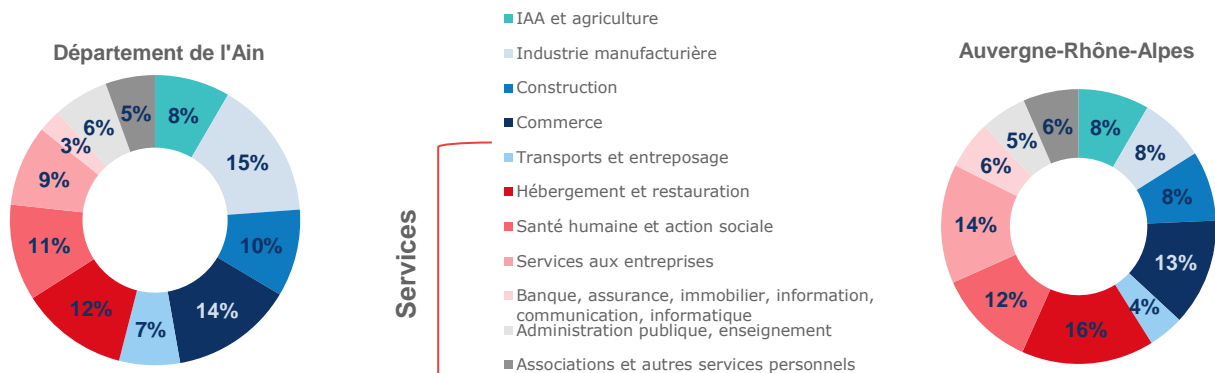 Département de l'Ain
8%
15%
10%
14%
7%
12%
11%
9%
3%
6%
5%
Services
IAA et agriculture
Industrie manufacturière
Construction
Commerce
Transports et entreposage
Hébergement et restauration
Santé humaine et action sociale
Services aux entreprises
Banque, assurance, immobilier, information,
communication, informatique
Administration publique, enseignement
Associations et autres services personnels
Auvergne-Rhône-Alpes
8%
8%
8%
13%
4%
16%
12%
14%
6%
5%
6%